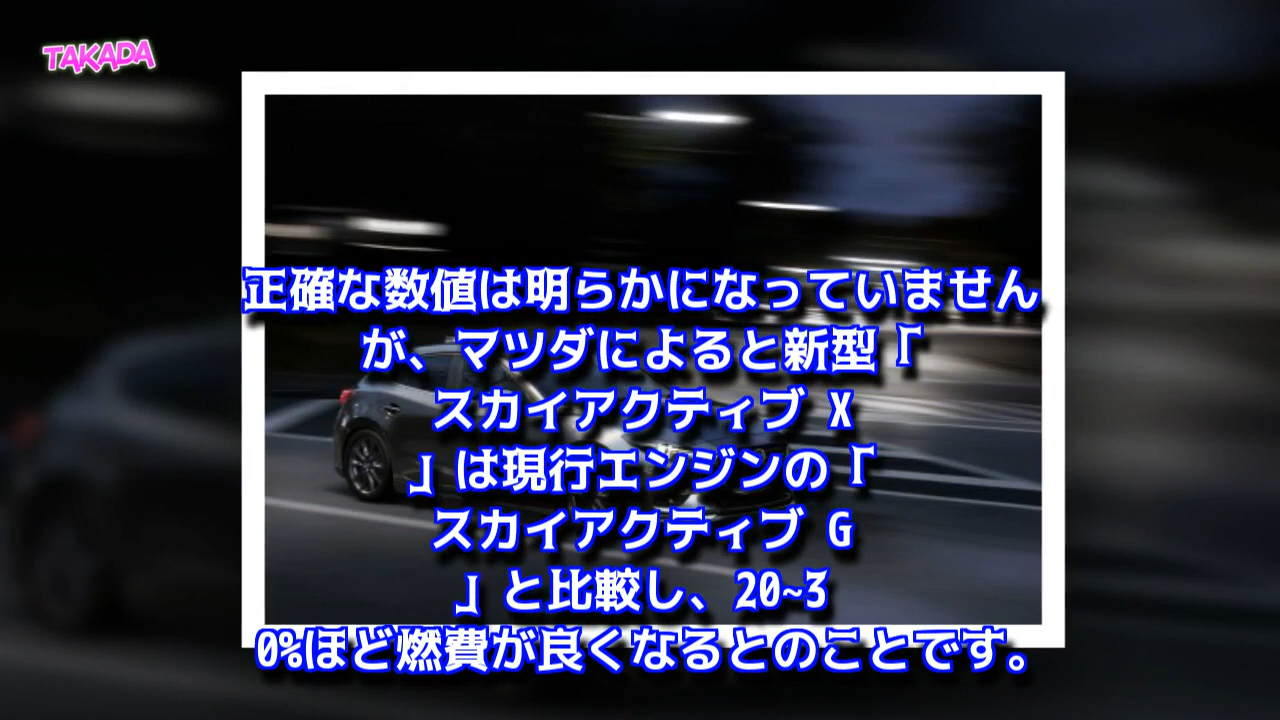 TAKADA
正確な数値は明らかになっていません
が、マツダによると新型「
スカイアクティブ X
」は現行エンジンの「
スカイアクティブ G
」と比較し、20~3
0%ほど燃費が良くなるとのことです。